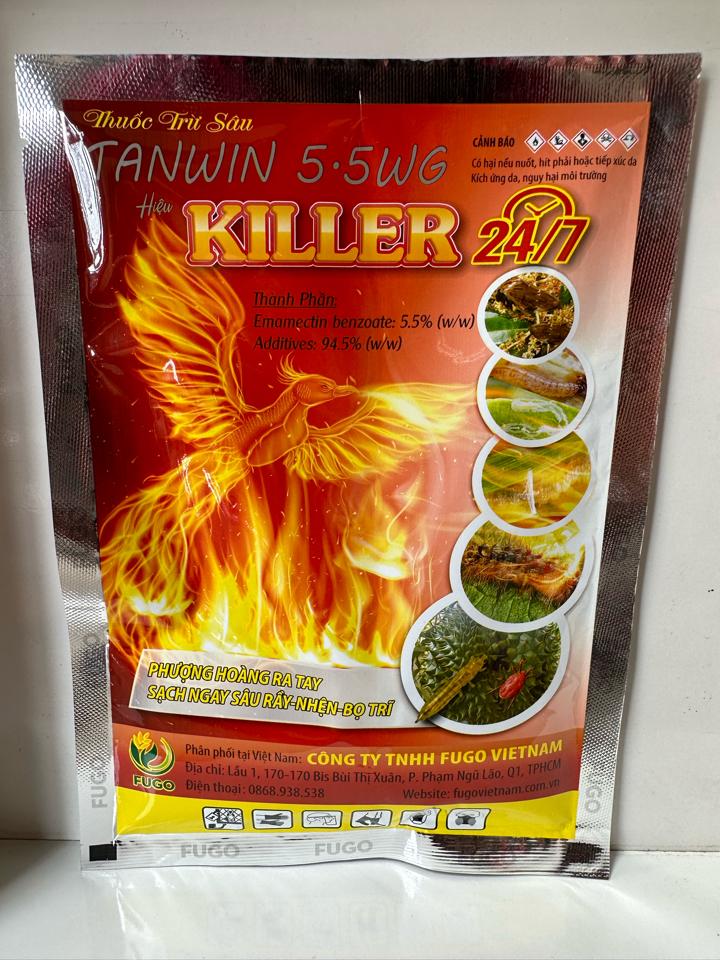 Thuốc Trừ Sâu
TANWIN 5.5WG
CẢNH BÁO
Có hại nếu nuốt, hít phải hoặc tiếp xúc da
Kích ứng da, nguy hại môi trường
Hiệu
KILLER
24/7
Thành Phần:
Emamectin benzoate: 5.5% (w/w)
Additives: 94.5% (w/w)
PHƯỢNG HOÀNG RA TAY
SẠCH NGAY SÂU RẦY-NHỆN-BỌ TRĨ
Phân phối tại Việt Nam: CÔNG TY TNHH FUGO VIETNAM
Địa chỉ: Lầu 1, 170-170 Bis Bùi Thị Xuân, P. Phạm Ngũ Lão, Q1, TPHCM
Điện thoại: 0868.938.538 Website: fugovietnam.com.vn
FUGO
FUGO
FUGO
FUGO
FUGO